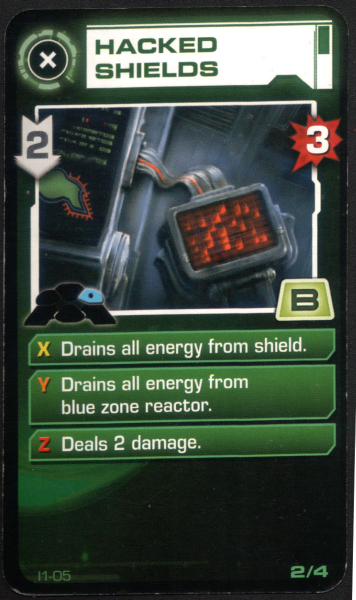 HACKED
SHIELDS
2
3
B
X Drains all energy from shield.
Y Drains all energy from
blue zone reactor.
Z Deals 2 damage.
I1-05
2/4